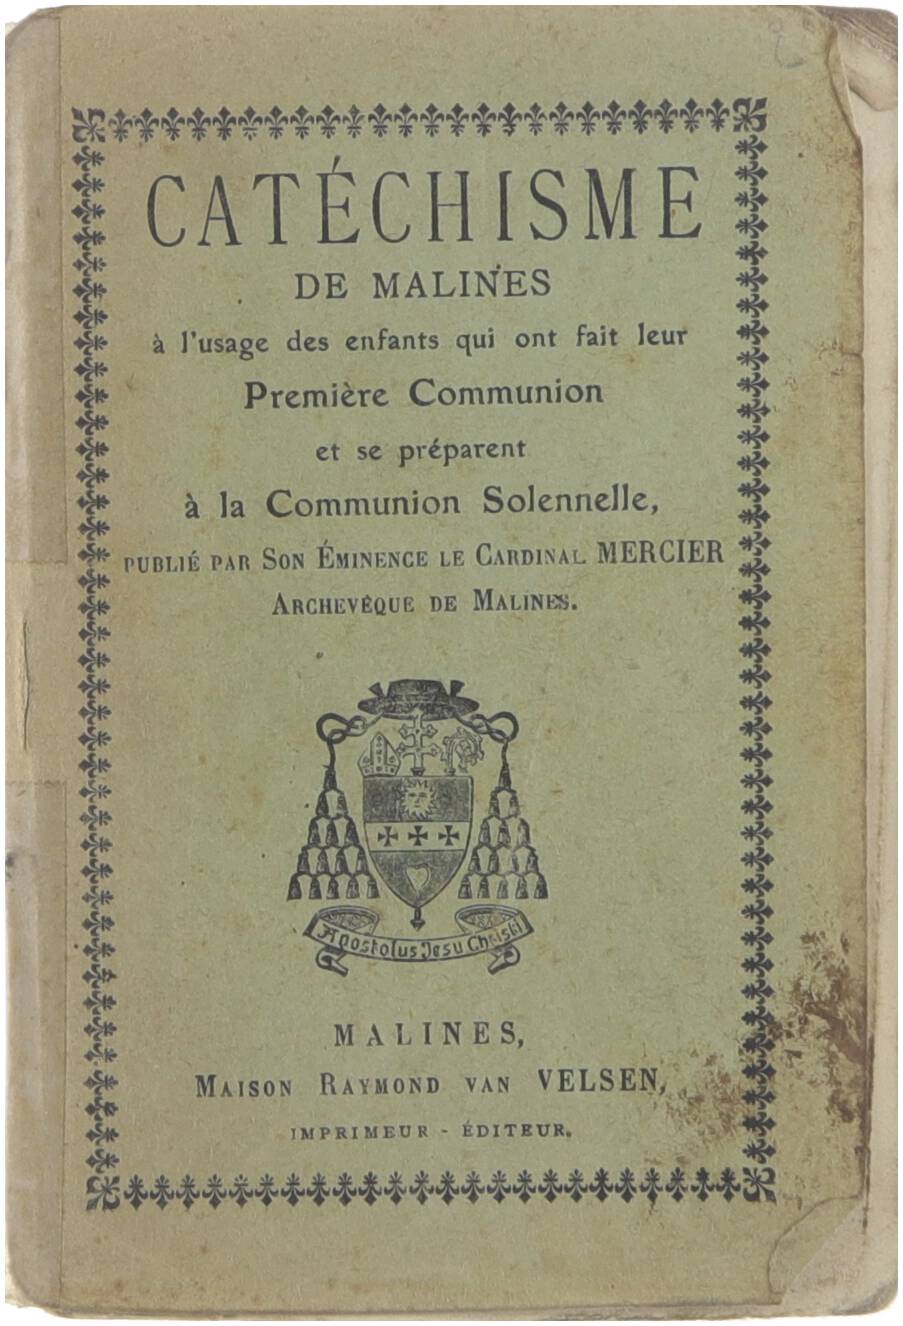 CATÉCHISME
DE MALINES
à l'usage des enfants qui ont fait leur
Première Communion
et se préparent
à la Communion Solennelle,
PUBLIÉ PAR SON ÉMINENCE LE CARDINAL MERCIER
ARCHEVÊQUE DE MALINES.
Apostolus Jesu Christi
MALINES,
MAISON RAYMOND VAN VELSEN,
IMPRIMEUR - ÉDITEUR.